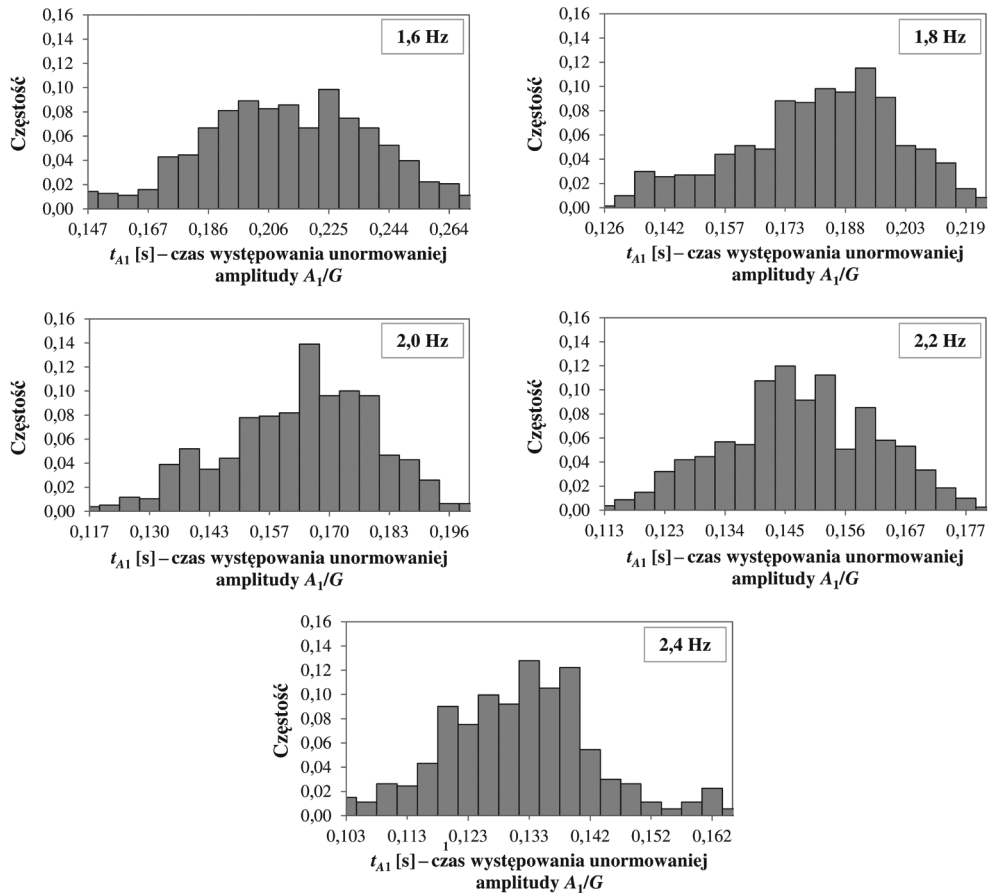 1,6 Hz
Częstość
0,16
0,14
0,12
0,10
0,08
0,06
0,04
0,02
0,00
0,147 0,167 0,186 0,206 0,225 0,244 0,264
t_A1 [s] – czas występowania unormowaniej
amplitudy A_1/G
1,8 Hz
Częstość
0,16
0,14
0,12
0,10
0,08
0,06
0,04
0,02
0,00
0,126 0,142 0,157 0,173 0,188 0,203 0,219
t_A1 [s] – czas występowania unormowaniej
amplitudy A_1/G
2,0 Hz
Częstość
0,16
0,14
0,12
0,10
0,08
0,06
0,04
0,02
0,00
0,117 0,130 0,143 0,157 0,170 0,183 0,196
t_A1 [s] – czas występowania unormowaniej
amplitudy A_1/G
2,2 Hz
Częstość
0,16
0,14
0,12
0,10
0,08
0,06
0,04
0,02
0,00
0,113 0,123 0,134 0,145 0,156 0,167 0,177
t_A1 [s] – czas występowania unormowaniej
amplitudy A_1/G
2,4 Hz
Częstość
0,16
0,14
0,12
0,10
0,08
0,06
0,04
0,02
0,00
0,103 0,113 0,123 0,133 0,142 0,152 0,162
1
t_A1 [s] – czas występowania unormowaniej
amplitudy A_1/G